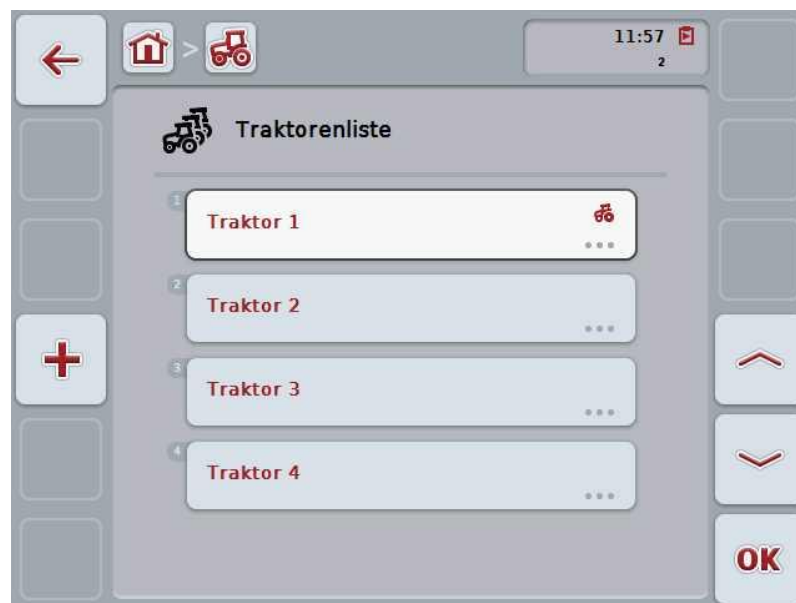 11:57
2
Traktorenliste
1
Traktor 1
2
Traktor 2
3
Traktor 3
4
Traktor 4
OK